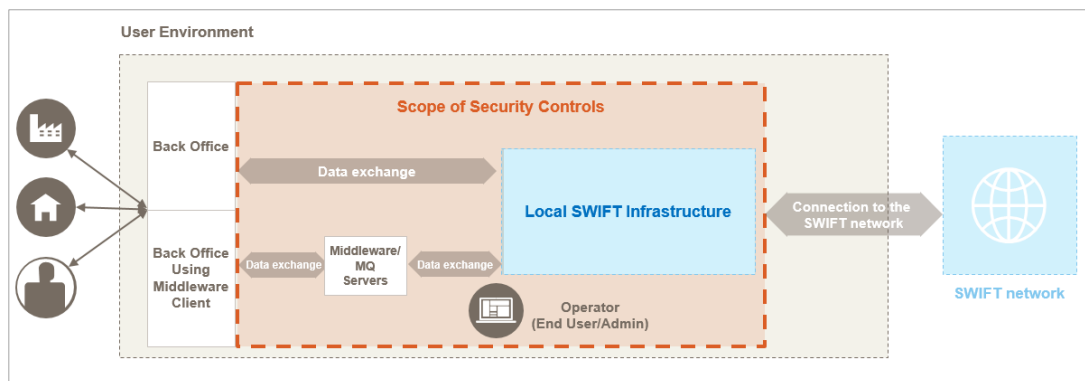 User Environment
Scope of Security Controls
Back Office
Data exchange
Local SWIFT Infrastructure
Connection to the
SWIFT network
Back Office
Using
Middleware
Client
Data exchange
Middleware/
MQ
Servers
Data exchange
Operator
(End User/Admin)
SWIFT network